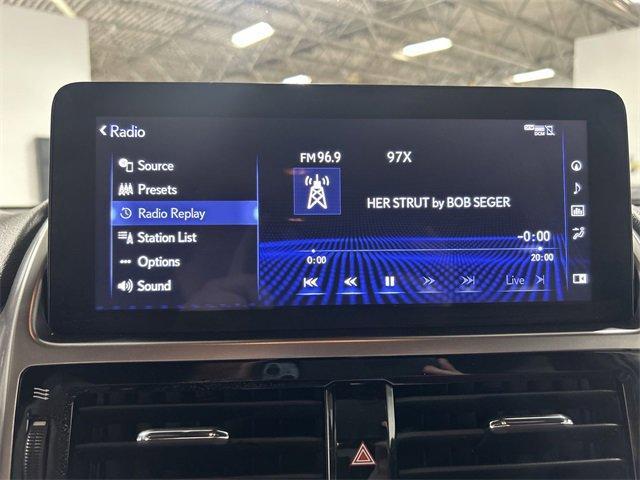 Radio
DCM
Source
Presets
Radio Replay
Station List
Options
Sound
FM 96.9 97X
HER STRUT by BOB SEGER
-0:00
0:00 20:00
Live